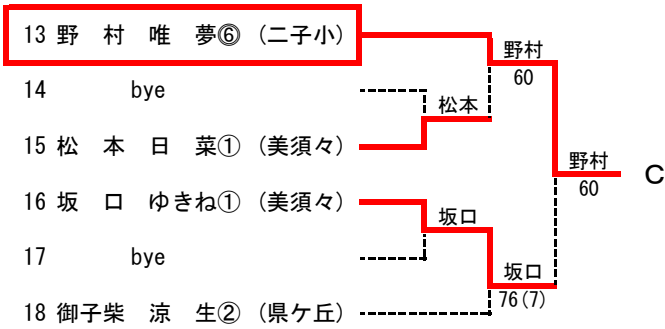 13 野 村 唯 夢⑥ (二子小)
野村
60
14 bye
松本
15 松 本 日 菜① (美須々)
野村
60
C
16 坂 口 ゆきね① (美須々)
坂口
17 bye
坂口
76(7)
18 御子柴 涼 生② (県ケ丘)